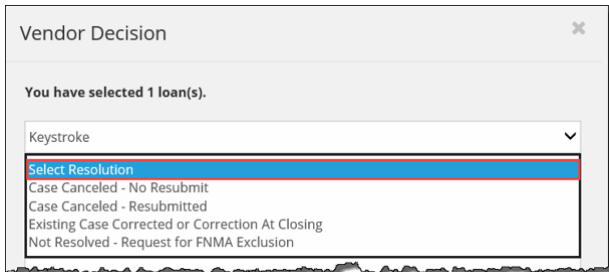 Vendor Decision
You have selected 1 loan(s).
Keystroke
Select Resolution
Case Canceled - No Resubmit
Case Canceled - Resubmitted
Existing Case Corrected or Correction At Closing
Not Resolved - Request for FNMA Exclusion